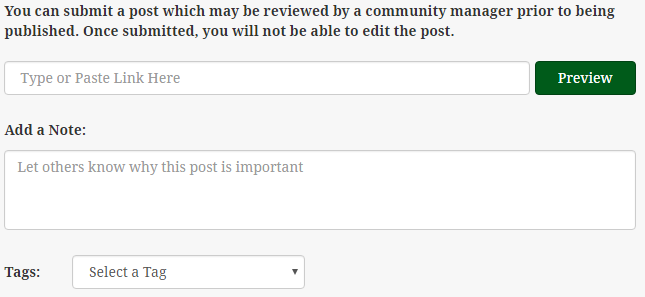 You can submit a post which may be reviewed by a community manager prior to being
published. Once submitted, you will not be able to edit the post.
Type or Paste Link Here
Preview
Add a Note:
Let others know why this post is important
Tags:
Select a Tag